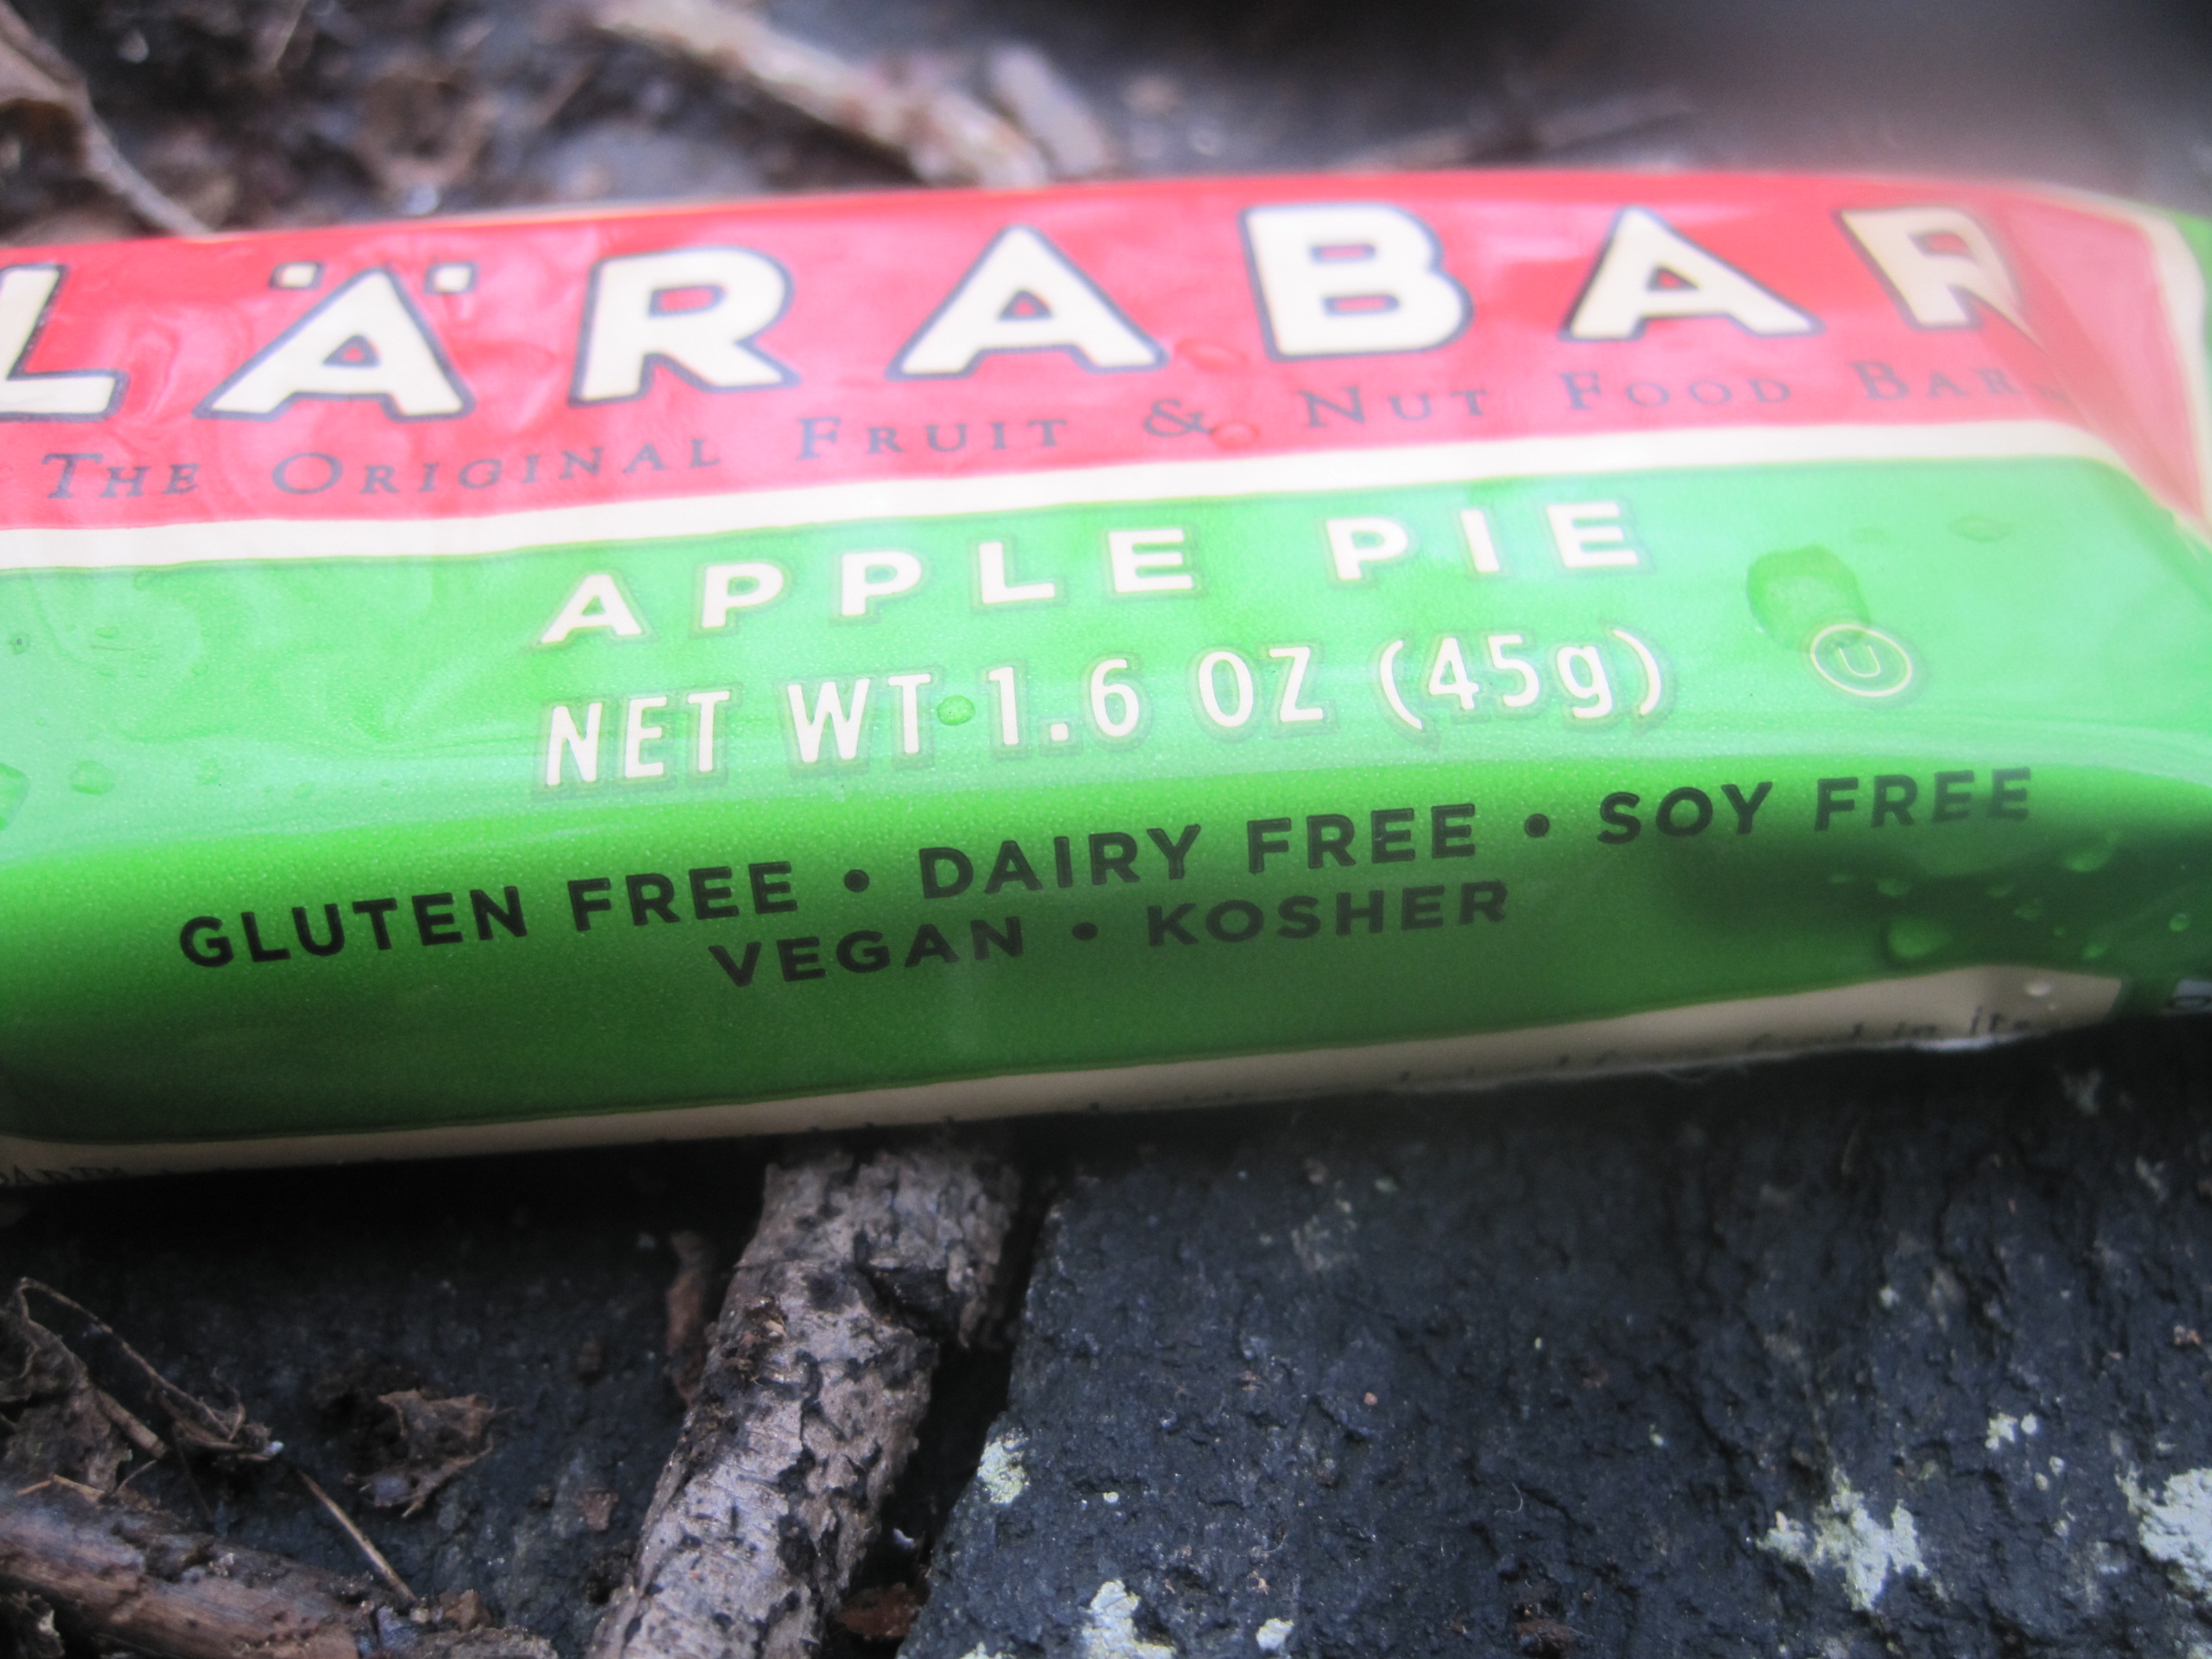 LÄRABAR
THE ORIGINAL FRUIT & NUT FOOD BAR
APPLE PIE
NET WT 1.6 OZ (45g)
U
GLUTEN FREE • DAIRY FREE • SOY FREE
VEGAN • KOSHER